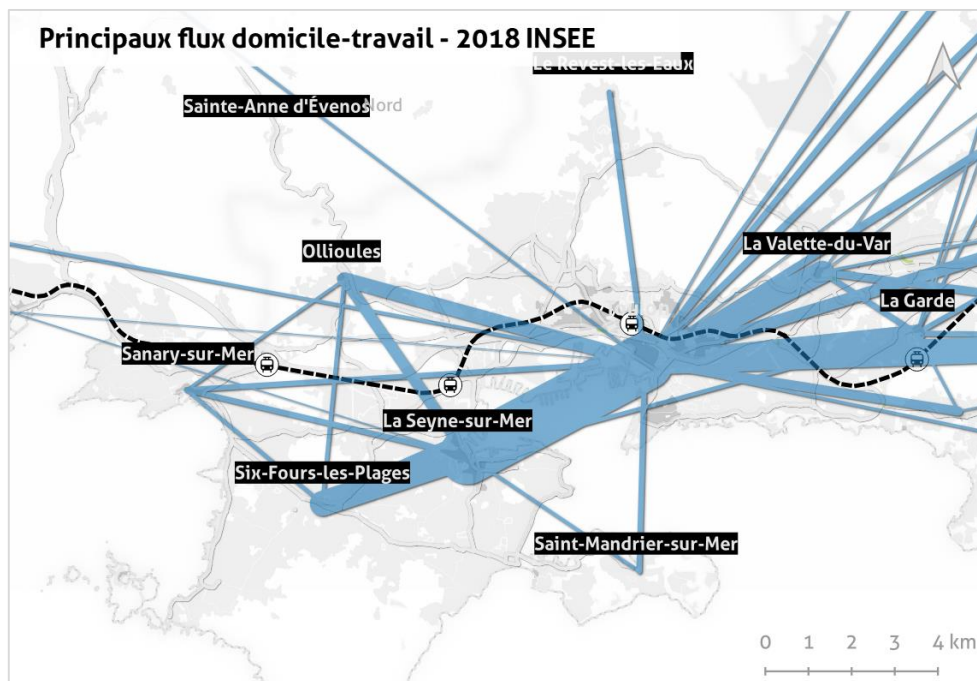 Principaux flux domicile-travail - 2018 INSEE
Le Revest-les-Eaux
Sainte-Anne d'Évenos
Nord
Ollioules
La Valette-du-Var
La Garde
Sanary-sur-Mer
La Seyne-sur-Mer
Six-Fours-les-Plages
Saint-Mandrier-sur-Mer
0 1 2 3 4 km